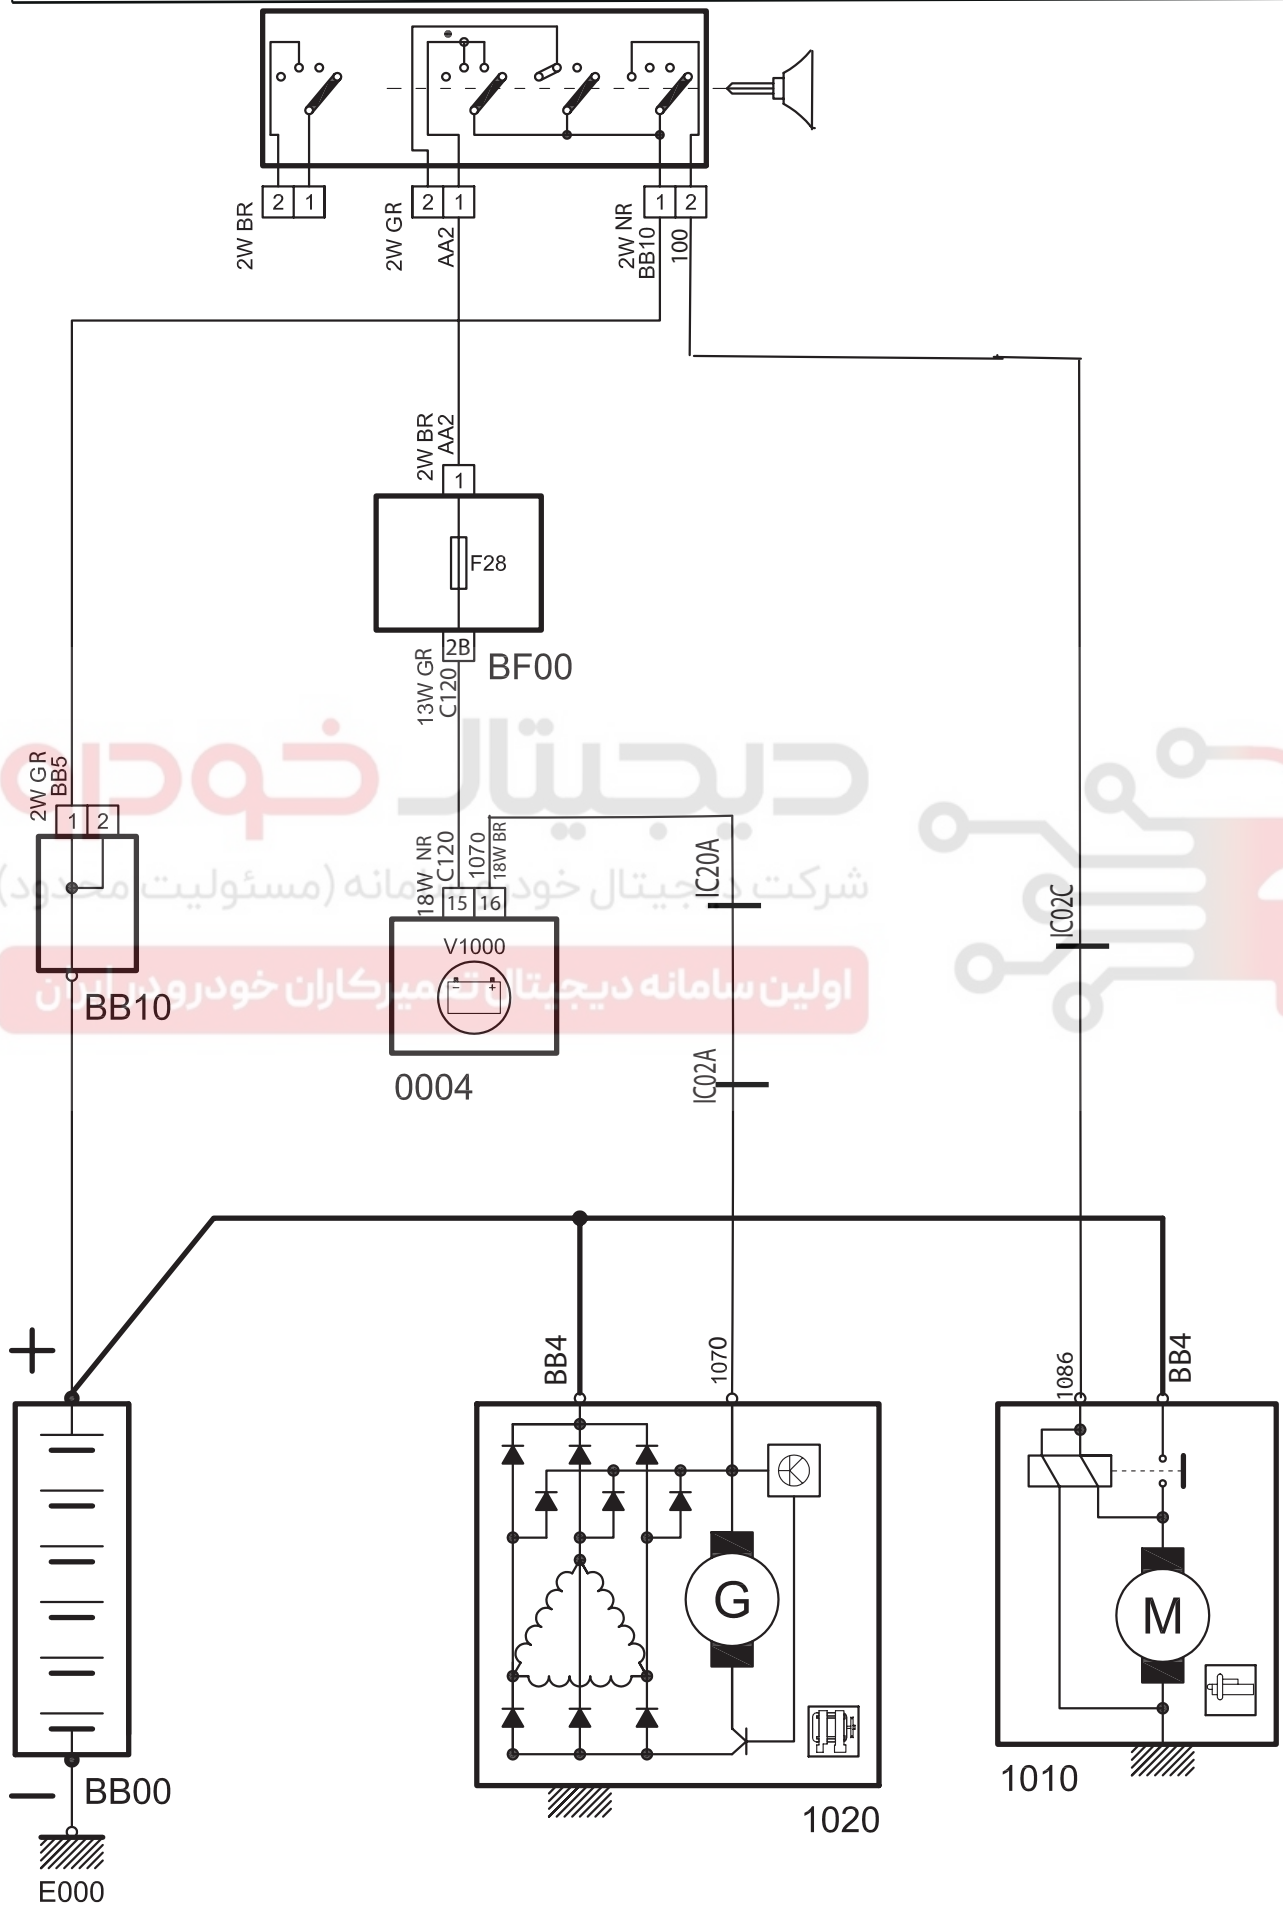 2 1
2 1
1 2
2W BR
2W GR
AA2
2W NR
BB10
100
2W BR
AA2
1
F28
2B
BF00
13W GR
C120
دیجیتال خودرو
شرکت دیجیتال خودرو سامانه (مسئولیت محدود)
اولین سامانه دیجیتال تعمیرکاران خودرو در ایران
2W GR
BB5
1 2
BB10
18W NR
C120
1070
18W BR
15 16
V1000
- +
0004
IC20A
IC02A
IC02C
+
BB4
1070
1086
BB4
G
M
–
BB00
1020
1010
E000